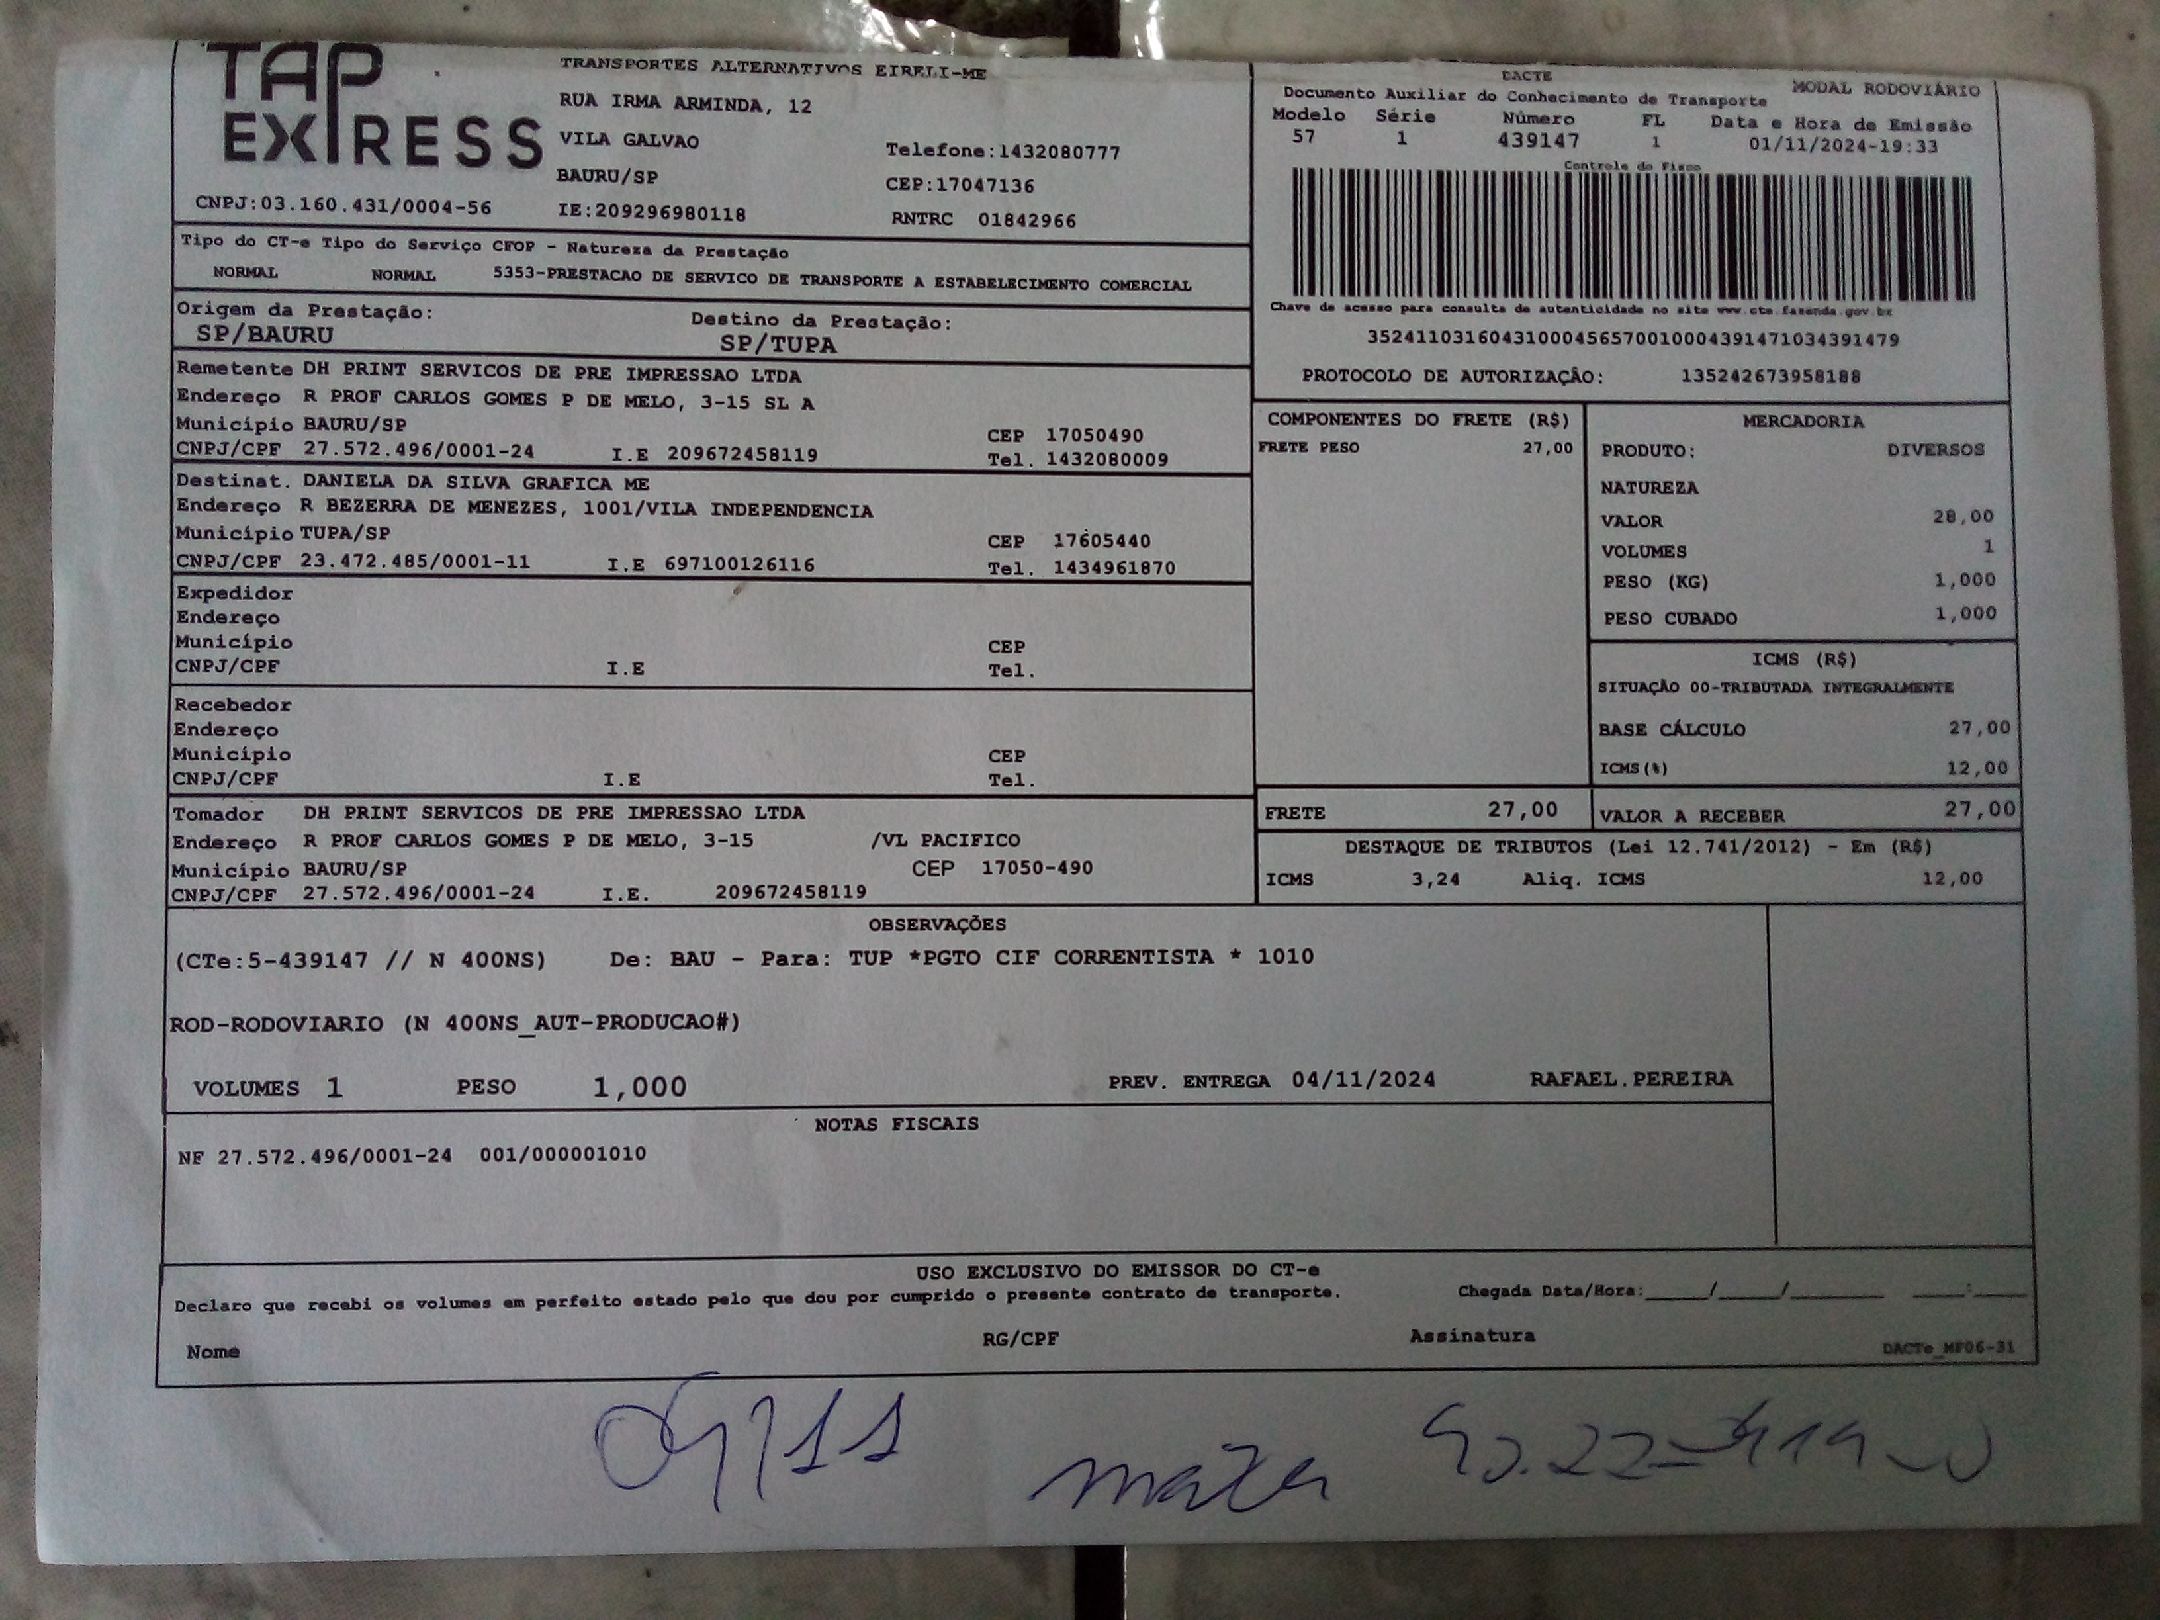 TAP EXPRESS
TRANSPORTES ALTERNATIVOS EIRELI-ME
RUA IRMA ARMINDA, 12
VILA GALVAO
Telefone:1432080777
BAURU/SP
CEP:17047136
CNPJ:03.160.431/0004-56
IE:209296980118
RNTRC 01842966
DACTE
MODAL RODOVIÁRIO
Documento Auxiliar do Conhecimento de Transporte
Modelo Série Número FL Data e Hora de Emissão
57 1 439147 1 01/11/2024-19:33
Controle do Fisco
Chave de acesso para consulta de autenticidade no site www.cte.fazenda.gov.br
35241103160431000456570010004391471034391479
PROTOCOLO DE AUTORIZAÇÃO: 135242673958188
Tipo do CT-e Tipo do Serviço CFOP - Natureza da Prestação
NORMAL NORMAL 5353-PRESTACAO DE SERVICO DE TRANSPORTE A ESTABELECIMENTO COMERCIAL
Origem da Prestação: Destino da Prestação:
SP/BAURU SP/TUPA
Remetente DH PRINT SERVICOS DE PRE IMPRESSAO LTDA
Endereço R PROF CARLOS GOMES P DE MELO, 3-15 SL A
Município BAURU/SP CEP 17050490
CNPJ/CPF 27.572.496/0001-24 I.E 209672458119 Tel. 1432080009
Destinat. DANIELA DA SILVA GRAFICA ME
Endereço R BEZERRA DE MENEZES, 1001/VILA INDEPENDENCIA
Município TUPA/SP CEP 17605440
CNPJ/CPF 23.472.485/0001-11 I.E 697100126116 Tel. 1434961870
Expedidor
Endereço
Município CEP
CNPJ/CPF I.E Tel.
Recebedor
Endereço
Município CEP
CNPJ/CPF I.E Tel.
Tomador DH PRINT SERVICOS DE PRE IMPRESSAO LTDA
Endereço R PROF CARLOS GOMES P DE MELO, 3-15 /VL PACIFICO
Município BAURU/SP CEP 17050-490
CNPJ/CPF 27.572.496/0001-24 I.E. 209672458119
COMPONENTES DO FRETE (R$)
FRETE PESO 27,00
MERCADORIA
PRODUTO: DIVERSOS
NATUREZA
VALOR 28,00
VOLUMES 1
PESO (KG) 1,000
PESO CUBADO 1,000
ICMS (R$)
SITUAÇÃO 00-TRIBUTADA INTEGRALMENTE
BASE CÁLCULO 27,00
ICMS(%) 12,00
FRETE 27,00 VALOR A RECEBER 27,00
DESTAQUE DE TRIBUTOS (Lei 12.741/2012) - Em (R$)
ICMS 3,24 Aliq. ICMS 12,00
OBSERVAÇÕES
(CTe:5-439147 // N 400NS) De: BAU - Para: TUP *PGTO CIF CORRENTISTA * 1010
ROD-RODOVIARIO (N 400NS_AUT-PRODUCAO#)
VOLUMES 1 PESO 1,000 PREV. ENTREGA 04/11/2024 RAFAEL.PEREIRA
NOTAS FISCAIS
NF 27.572.496/0001-24 001/000001010
USO EXCLUSIVO DO EMISSOR DO CT-e
Declaro que recebi os volumes em perfeito estado pelo que dou por cumprido o presente contrato de transporte. Chegada Data/Hora:_____/_____/________ ____:____
Nome RG/CPF Assinatura
DACTe_MF06-31